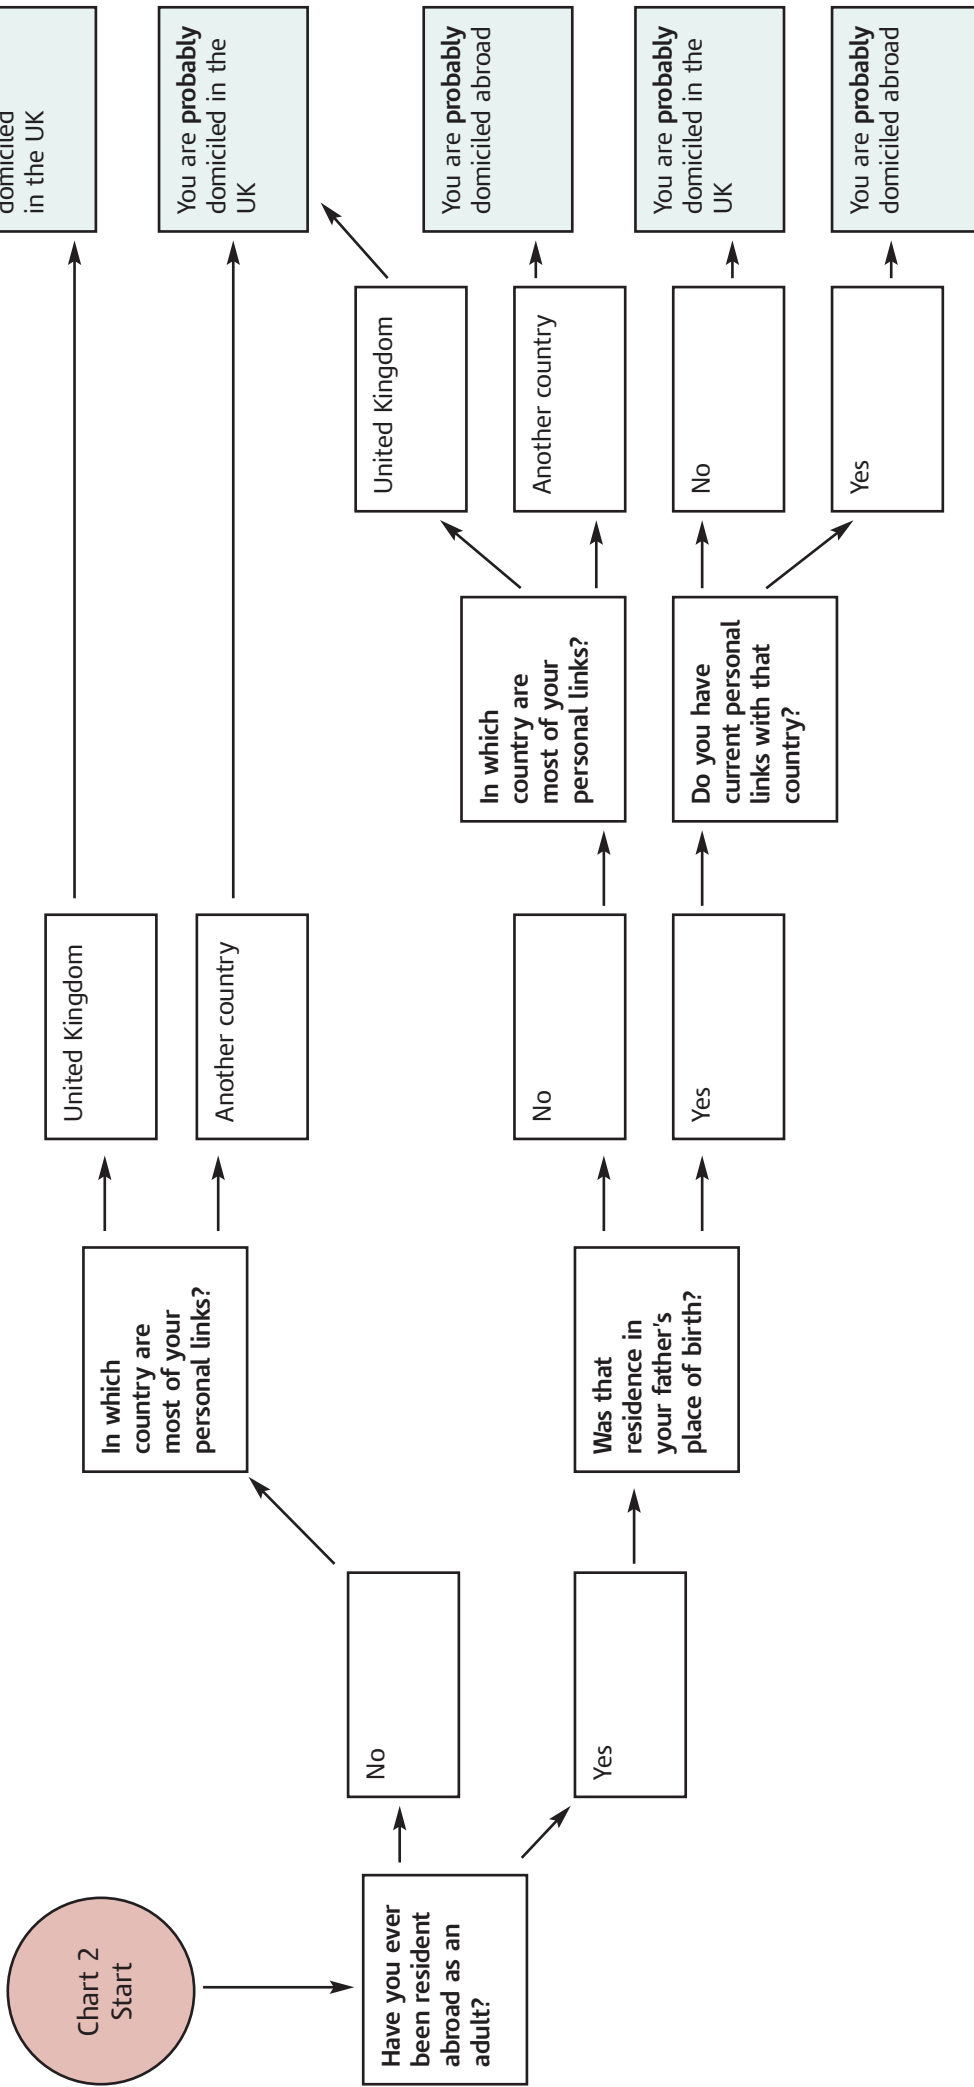 Chart 2
Start
Have you ever
been resident
abroad as an
adult?
No
Yes
In which
country are
most of your
personal links?
Was that
residence in
your father's
place of birth?
United Kingdom
Another country
No
Yes
In which
country are
most of your
personal links?
Do you have
current personal
links with that
country?
United Kingdom
Another country
No
Yes
domiciled
in the UK
You are probably
domiciled in the
UK
You are probably
domiciled abroad
You are probably
domiciled in the
UK
You are probably
domiciled abroad